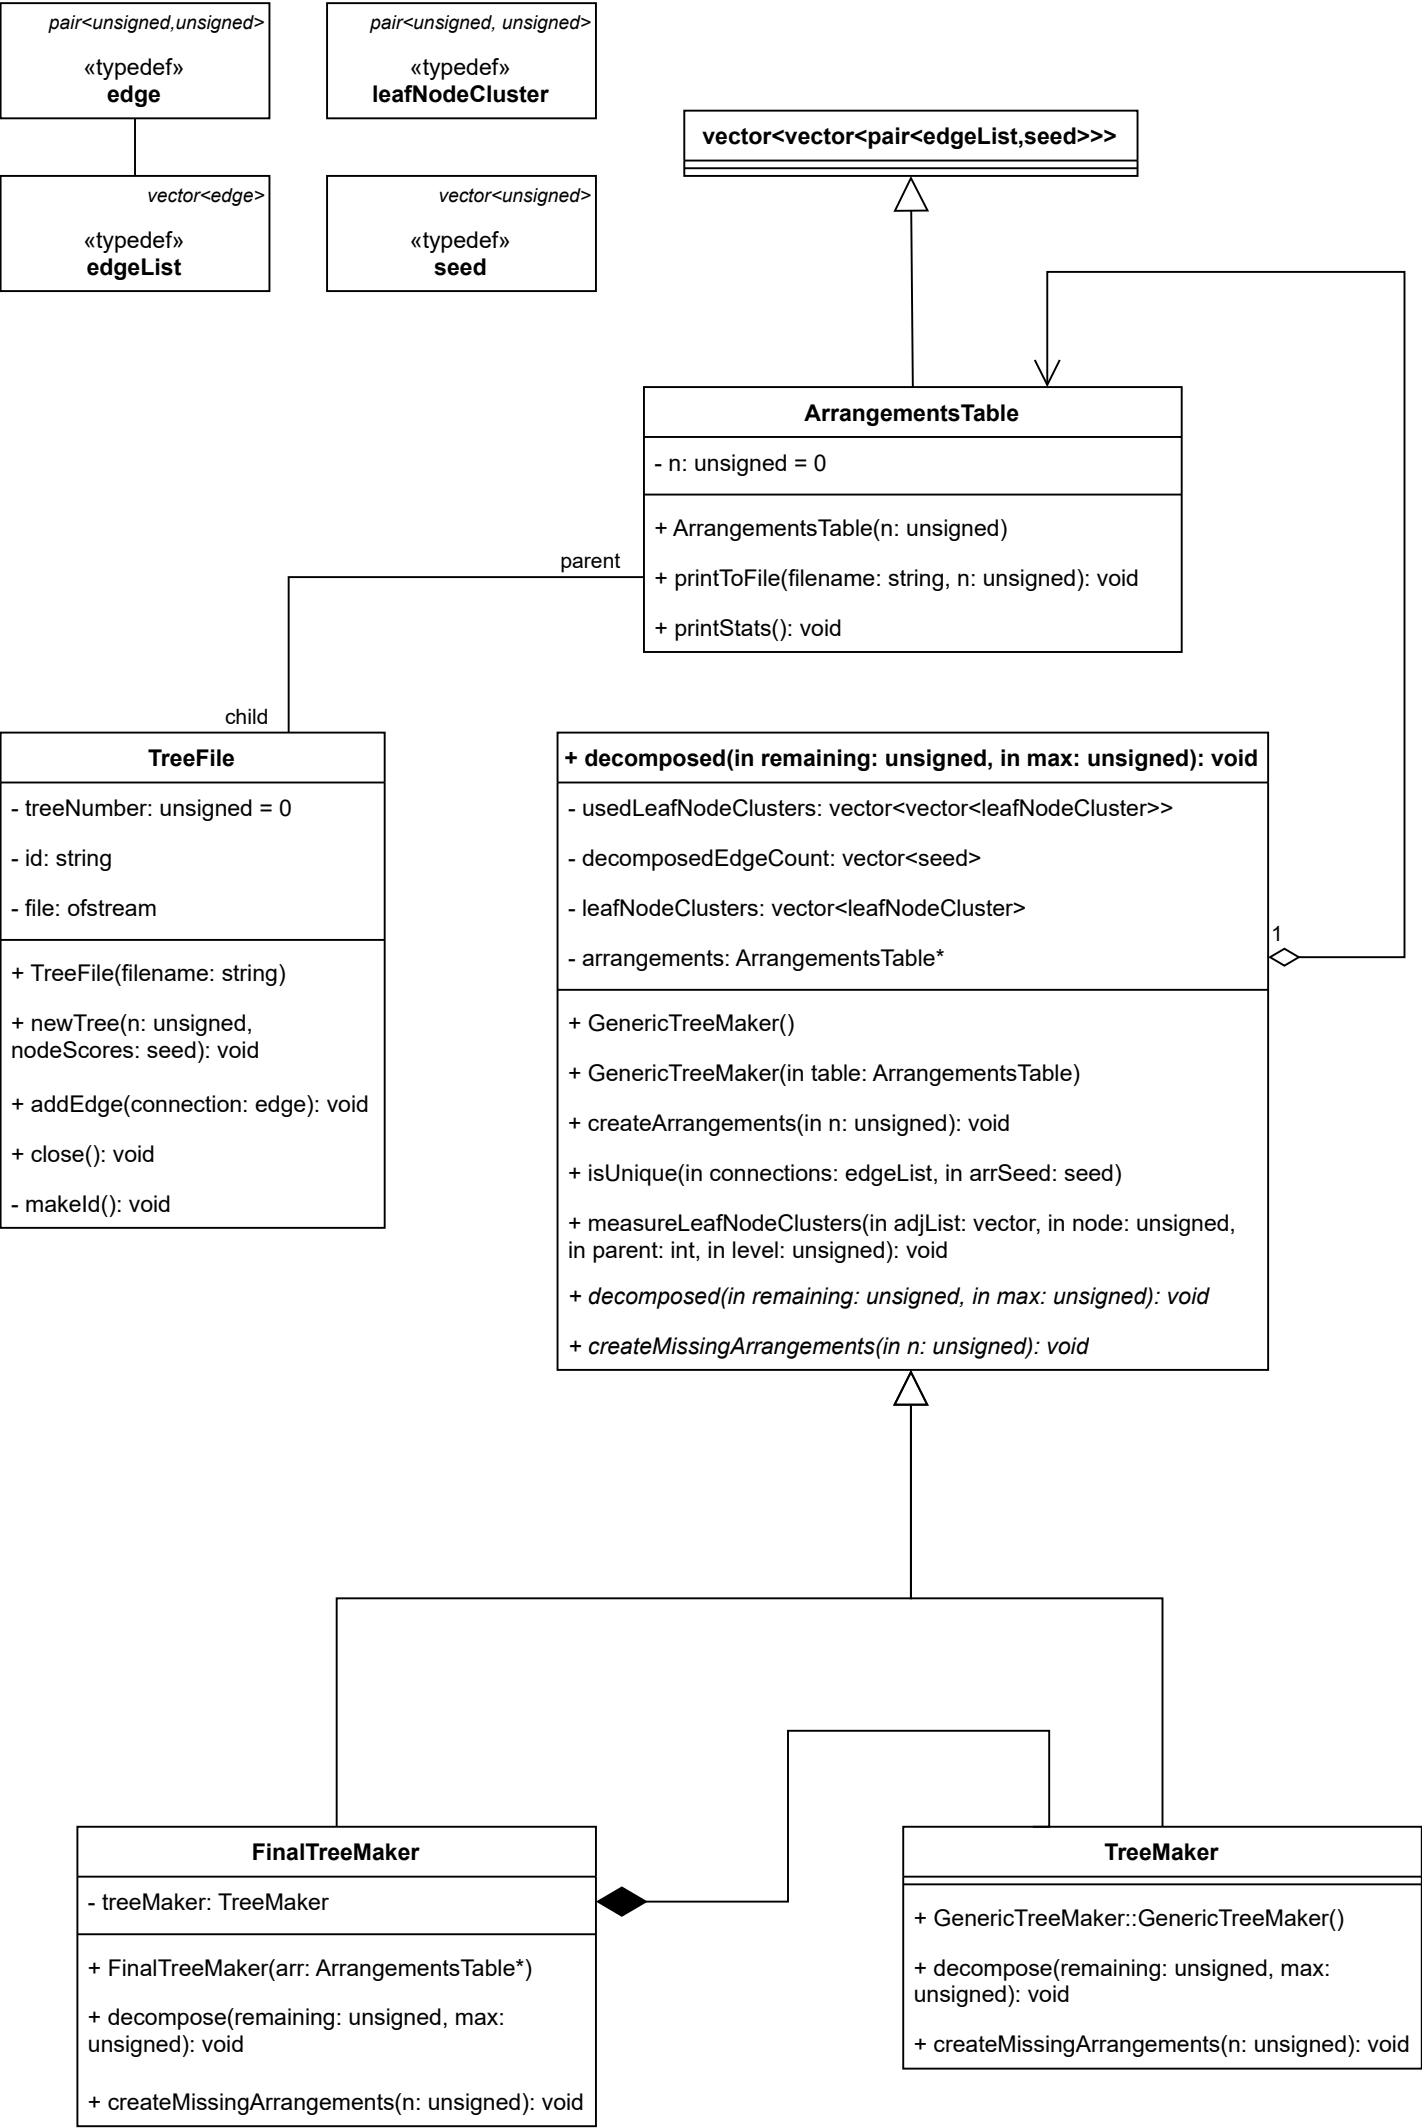 pair<unsigned,unsigned>
«typedef»
edge
pair<unsigned, unsigned>
«typedef»
leafNodeCluster
vector<edge>
«typedef»
edgeList
vector<unsigned>
«typedef»
seed
vector<vector<pair<edgeList,seed>>>
ArrangementsTable
- n: unsigned = 0
+ ArrangementsTable(n: unsigned)
+ printToFile(filename: string, n: unsigned): void
+ printStats(): void
parent
child
TreeFile
- treeNumber: unsigned = 0
- id: string
- file: ofstream
+ TreeFile(filename: string)
+ newTree(n: unsigned,
nodeScores: seed): void
+ addEdge(connection: edge): void
+ close(): void
- makeId(): void
+ decomposed(in remaining: unsigned, in max: unsigned): void
- usedLeafNodeClusters: vector<vector<leafNodeCluster>>
- decomposedEdgeCount: vector<seed>
- leafNodeClusters: vector<leafNodeCluster>
- arrangements: ArrangementsTable*
1
+ GenericTreeMaker()
+ GenericTreeMaker(in table: ArrangementsTable)
+ createArrangements(in n: unsigned): void
+ isUnique(in connections: edgeList, in arrSeed: seed)
+ measureLeafNodeClusters(in adjList: vector, in node: unsigned,
in parent: int, in level: unsigned): void
+ decomposed(in remaining: unsigned, in max: unsigned): void
+ createMissingArrangements(in n: unsigned): void
FinalTreeMaker
- treeMaker: TreeMaker
+ FinalTreeMaker(arr: ArrangementsTable*)
+ decompose(remaining: unsigned, max:
unsigned): void
+ createMissingArrangements(n: unsigned): void
TreeMaker
+ GenericTreeMaker::GenericTreeMaker()
+ decompose(remaining: unsigned, max:
unsigned): void
+ createMissingArrangements(n: unsigned): void